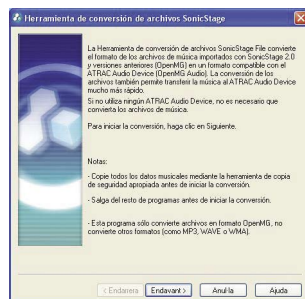 Herramienta de conversión de archivos SonicStage
La Herramienta de conversión de archivos SonicStage File convierte
el formato de los archivos de música importados con SonicStage 2.0
y versiones anteriores (OpenMG) en un formato compatible con el
ATRAC Audio Device (OpenMG Audio). La conversión de los
archivos también permite transferir la música al ATRAC Audio Device
mucho más rápido.
Si no utiliza ningún ATRAC Audio Device, no es necesario que
convierta los archivos de música.
Para iniciar la conversión, haga clic en Siguiente.
Notas:
- Copie todos los datos musicales mediante la herramienta de copia
de seguridad apropiada antes de iniciar la conversión.
- Salga del resto de programas antes de iniciar la conversión.
- Esta programa sólo convierte archivos en formato OpenMG, no
convierte otros formatos (como MP3, WAVE o WMA).
< Endarrera
Endavant >
Anul·la
Ajuda